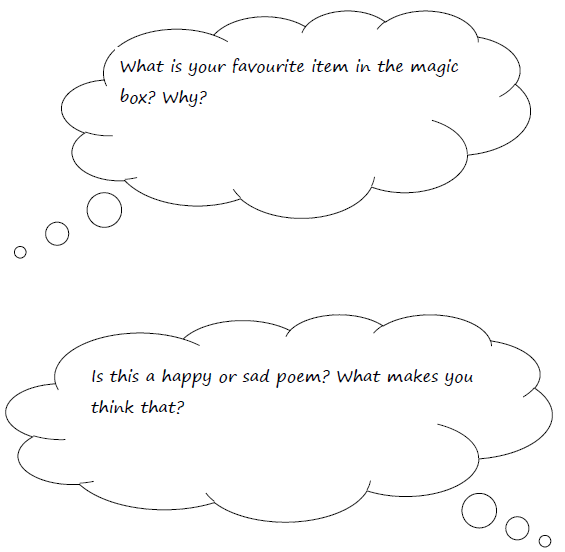 What is your favourite item in the magic
box? Why?
Is this a happy or sad poem? What makes you
think that?